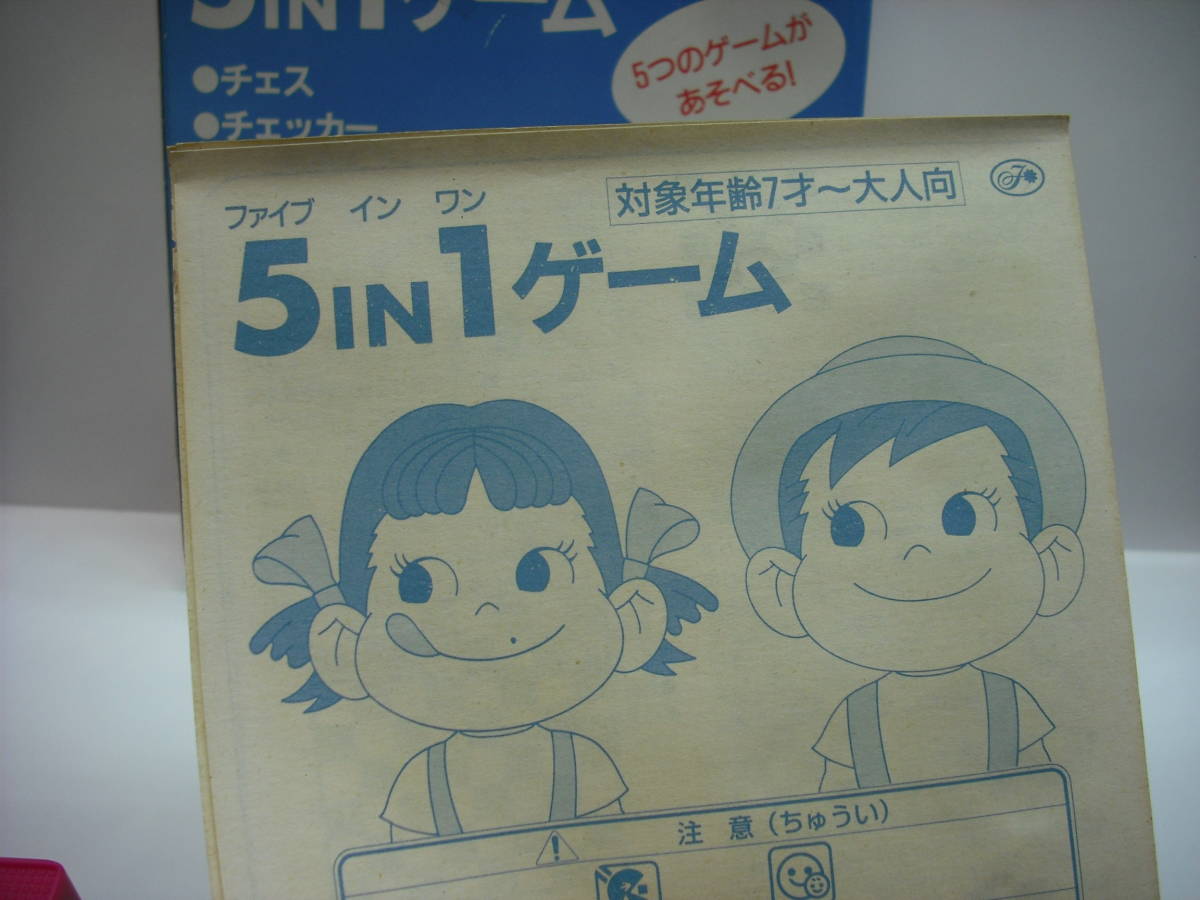 5IN1ゲーム
●チェス
●チェッカー
5つのゲームが
あそべる!
対象年齢7才～大人向
ファイブ イン ワン
5IN1ゲーム
注意(ちゅうい)